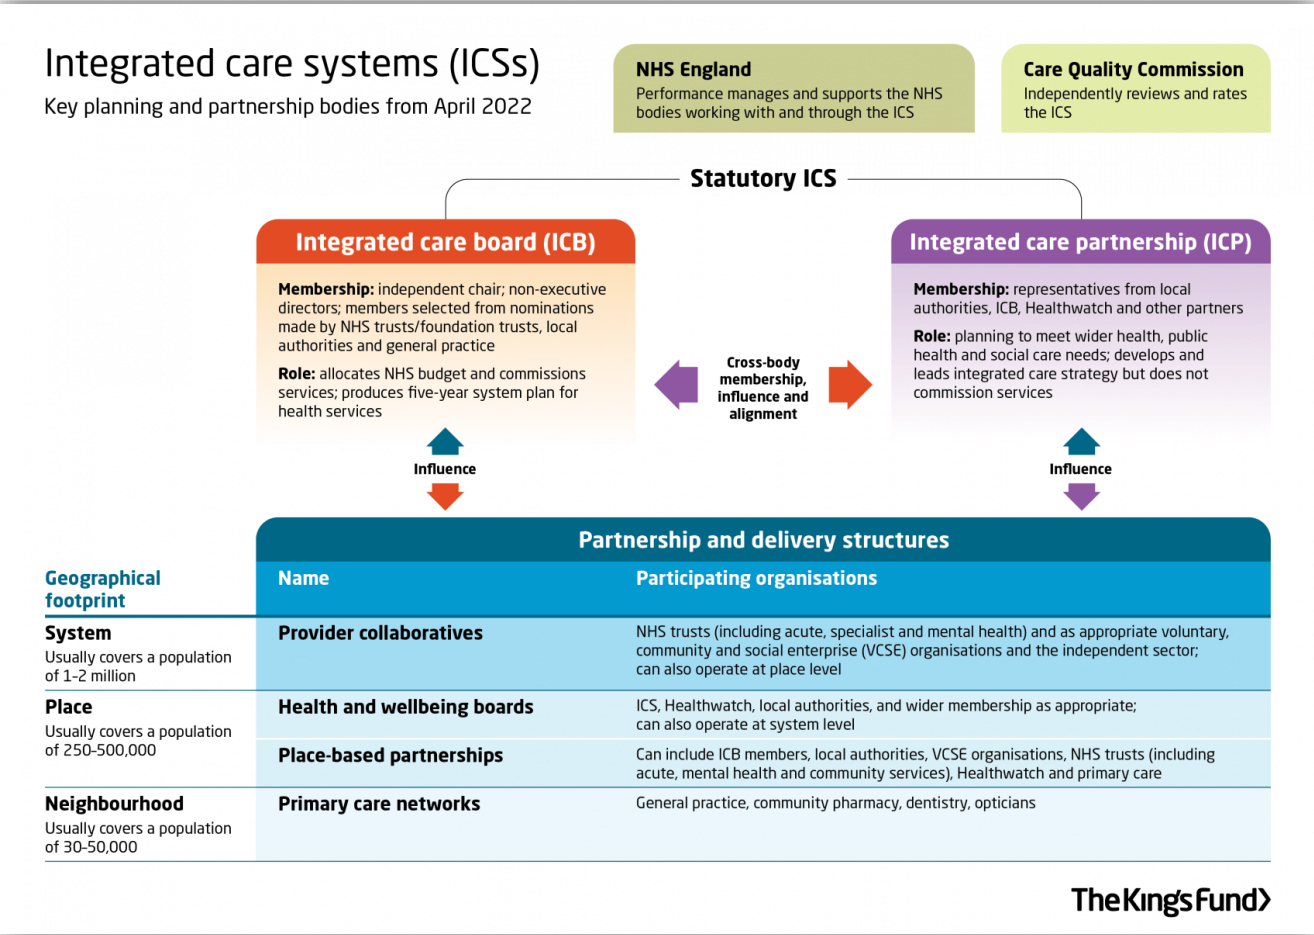 Integrated care systems (ICSs)
Key planning and partnership bodies from April 2022
NHS England
Performance manages and supports the NHS
bodies working with and through the ICS
Care Quality Commission
Independently reviews and rates
the ICS
Statutory ICS
Integrated care board (ICB)
Membership: independent chair; non-executive
directors; members selected from nominations
made by NHS trusts/foundation trusts, local
authorities and general practice
Role: allocates NHS budget and commissions
services; produces five-year system plan for
health services
Cross-body
membership,
influence and
alignment
Integrated care partnership (ICP)
Membership: representatives from local
authorities, ICB, Healthwatch and other partners
Role: planning to meet wider health, public
health and social care needs; develops and
leads integrated care strategy but does not
commission services
Influence
Influence
Partnership and delivery structures
Geographical
footprint
Name
Participating organisations
System
Usually covers a population
of 1–2 million
Provider collaboratives
NHS trusts (including acute, specialist and mental health) and as appropriate voluntary,
community and social enterprise (VCSE) organisations and the independent sector;
can also operate at place level
Place
Usually covers a population
of 250–500,000
Health and wellbeing boards
ICS, Healthwatch, local authorities, and wider membership as appropriate;
can also operate at system level
Place-based partnerships
Can include ICB members, local authorities, VCSE organisations, NHS trusts (including
acute, mental health and community services), Healthwatch and primary care
Neighbourhood
Usually covers a population
of 30–50,000
Primary care networks
General practice, community pharmacy, dentistry, opticians
The King's Fund